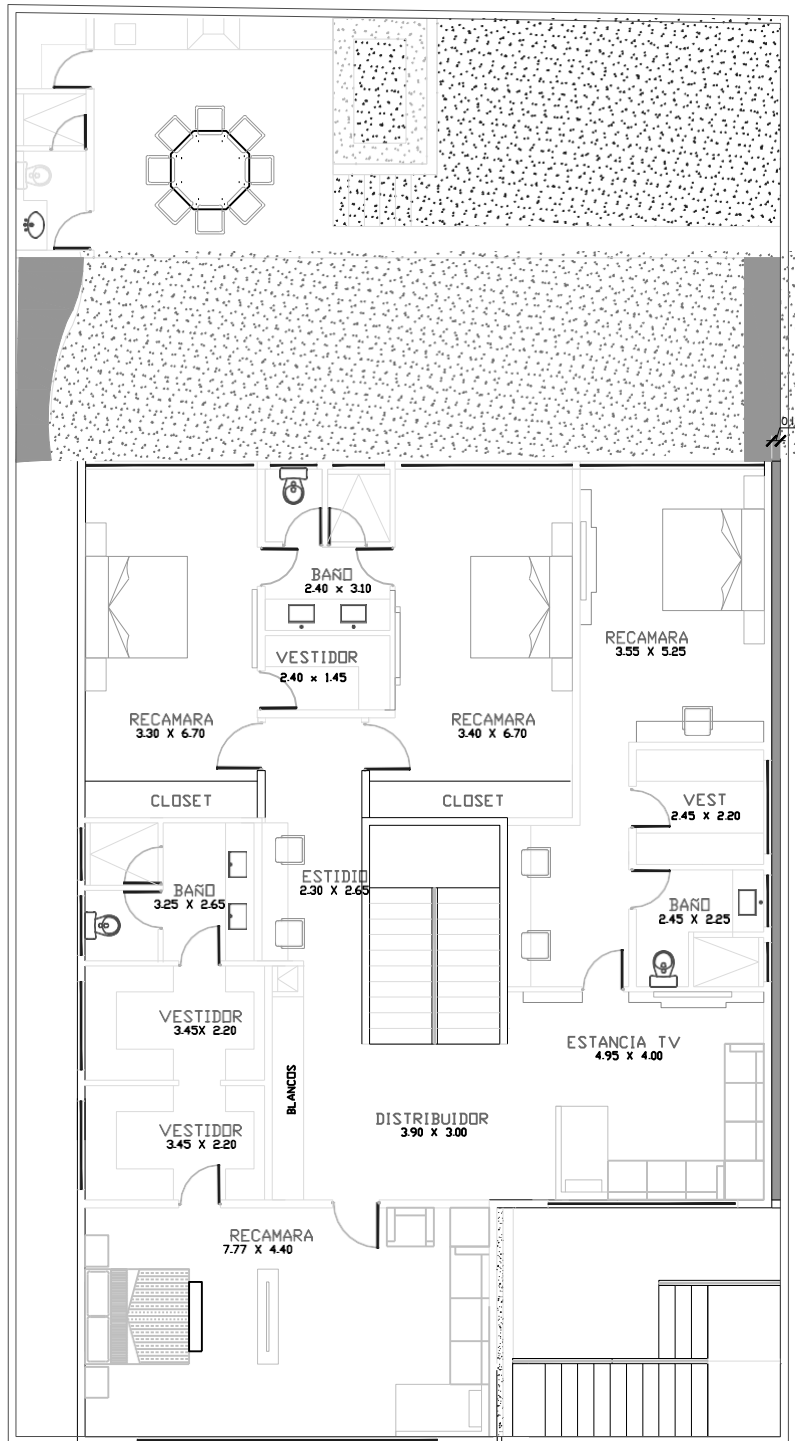 0.1
BAÑO
2.40 x 3.10
RECAMARA
3.55 X 5.25
VESTIDOR
2.40 x 1.45
RECAMARA
3.30 X 6.70
RECAMARA
3.40 X 6.70
CLOSET
CLOSET
VEST
2.45 X 2.20
ESTIDIO
2.30 X 2.65
BAÑO
3.25 X 2.65
BAÑO
2.45 X 2.25
VESTIDOR
3.45X 2.20
ESTANCIA TV
4.95 X 4.00
BLANCOS
DISTRIBUIDOR
3.90 X 3.00
VESTIDOR
3.45 X 2.20
RECAMARA
7.77 X 4.40